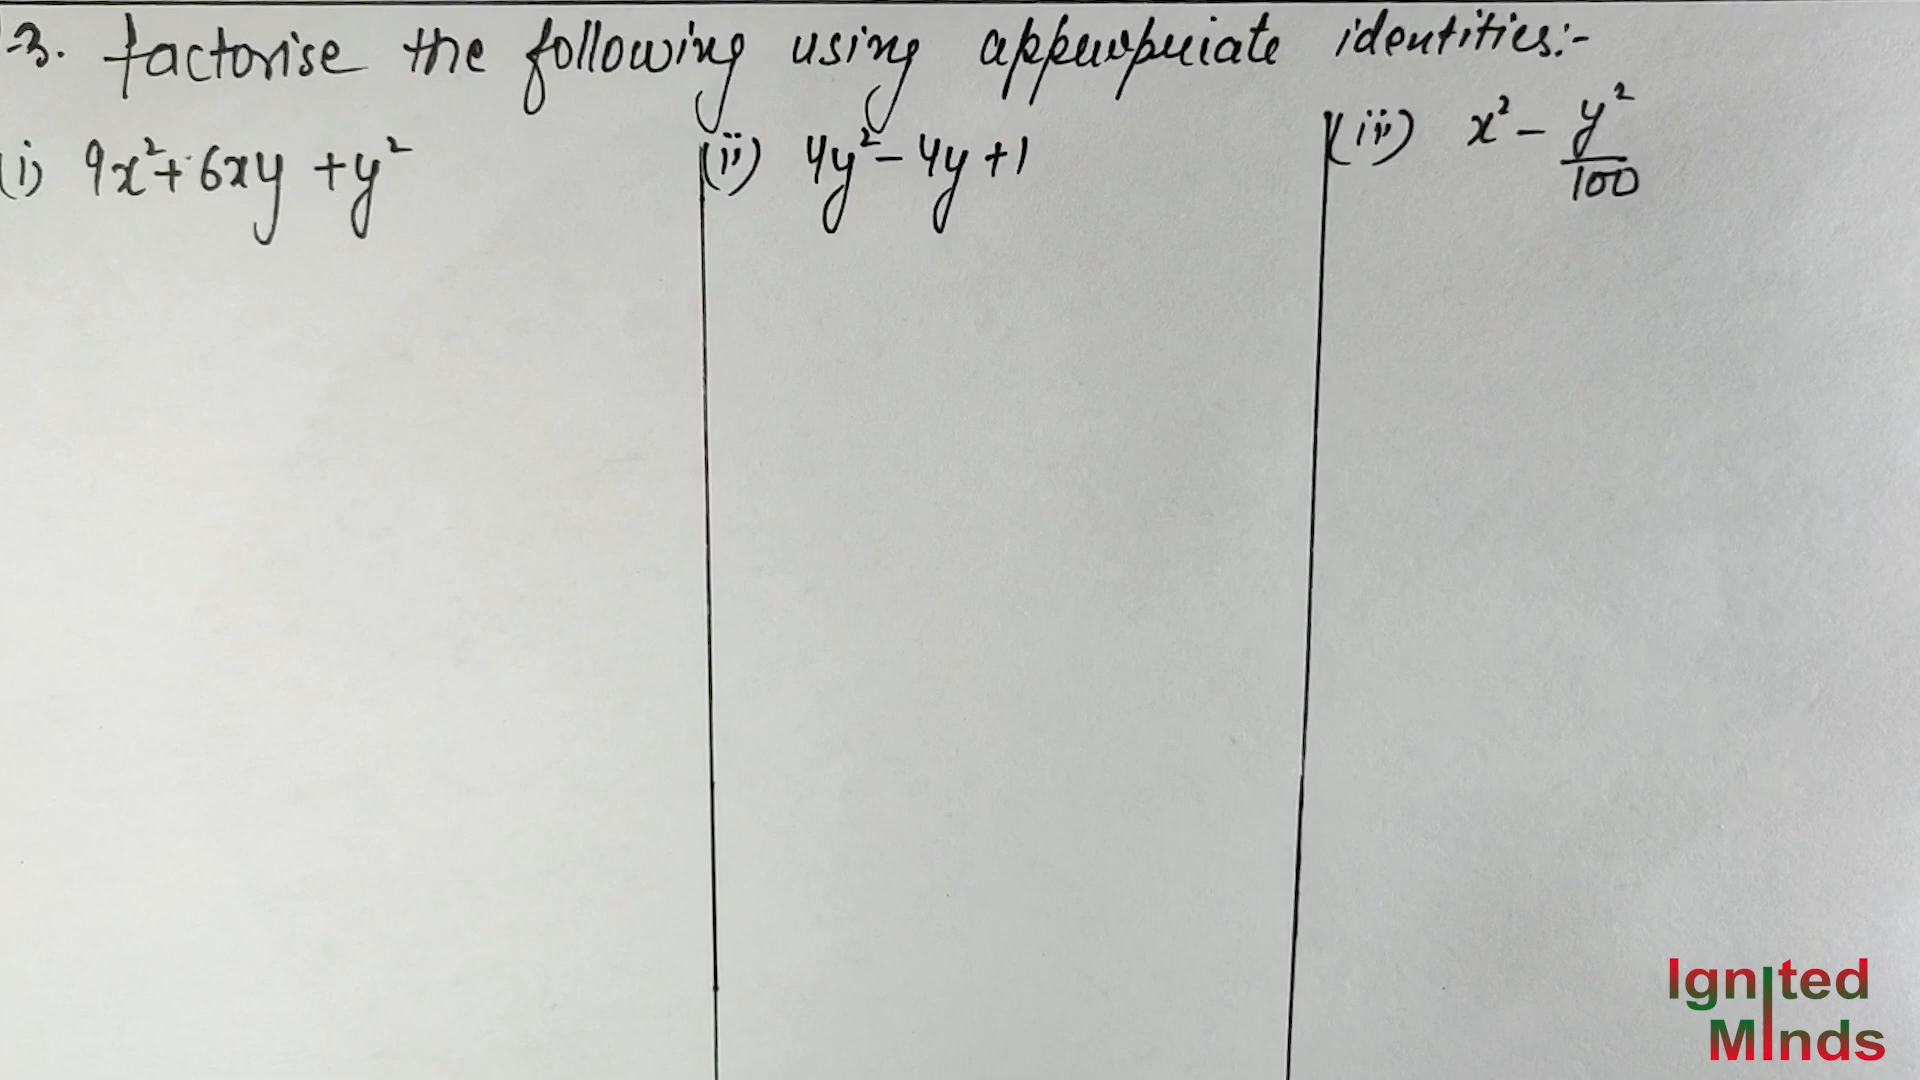 3. factorise the following using appropriate identities:-
(i) 9x²+6xy+y²
(ii) 4y²-4y+1
(iii) x² - y²/100
Ignited
Minds